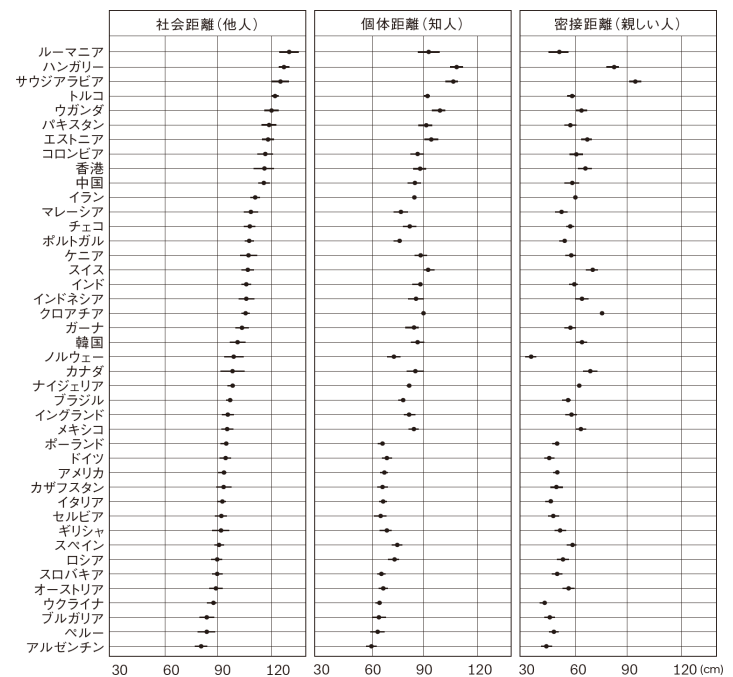 社会距離(他人) 個体距離(知人) 密接距離(親しい人)
ルーマニア
ハンガリー
サウジアラビア
トルコ
ウガンダ
パキスタン
エストニア
コロンビア
香港
中国
イラン
マレーシア
チェコ
ポルトガル
ケニア
スイス
インド
インドネシア
クロアチア
ガーナ
韓国
ノルウェー
カナダ
ナイジェリア
ブラジル
イングランド
メキシコ
ポーランド
ドイツ
アメリカ
カザフスタン
イタリア
セルビア
ギリシャ
スペイン
ロシア
スロバキア
オーストリア
ウクライナ
ブルガリア
ペルー
アルゼンチン
30 60 90 120 30 60 90 120 30 60 90 120 (cm)